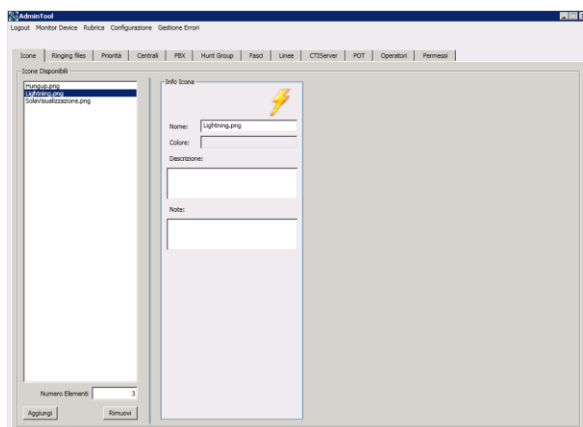 AdminTool
Logout Monitor Device Rubrica Configurazione Gestione Errori
Icone Ringing files Priorità Centrali PBX Hunt Group Fasci Linee CTIServer POT Operatori Permessi
Icone Disponibili
Hungup.png
Lightning.png
SolaVisualizzazione.png
Info Icona
Nome: Lightning.png
Colore:
Descrizione:
Note:
Numero Elementi 3
Aggiungi Rimuovi